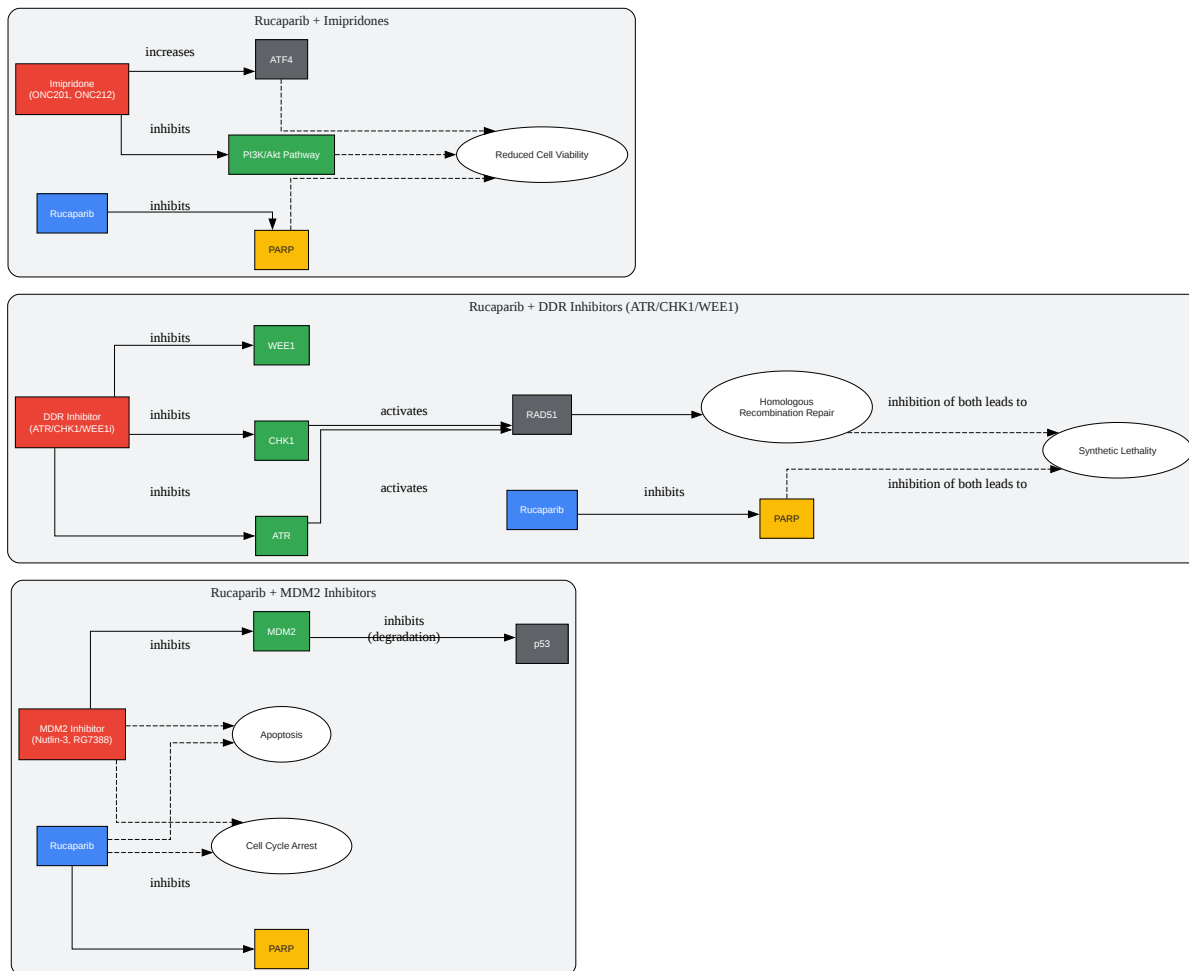 Rucaparib + Imipridones
increases
ATF4
Imipridone
(ONC201, ONC212)
inhibits
PI3K/Akt Pathway
Reduced Cell Viability
Rucaparib
inhibits
PARP
Rucaparib + DDR Inhibitors (ATR/CHK1/WEE1)
inhibits
WEE1
DDR Inhibitor
(ATR/CHK1/WEE1i)
inhibits
CHK1
activates
RAD51
Homologous
Recombination Repair
inhibition of both leads to
Synthetic Lethality
inhibits
ATR
activates
Rucaparib
inhibits
PARP
inhibition of both leads to
Rucaparib + MDM2 Inhibitors
inhibits
MDM2
inhibits
(degradation)
p53
MDM2 Inhibitor
(Nutlin-3, RG7388)
Apoptosis
Rucaparib
Cell Cycle Arrest
inhibits
PARP